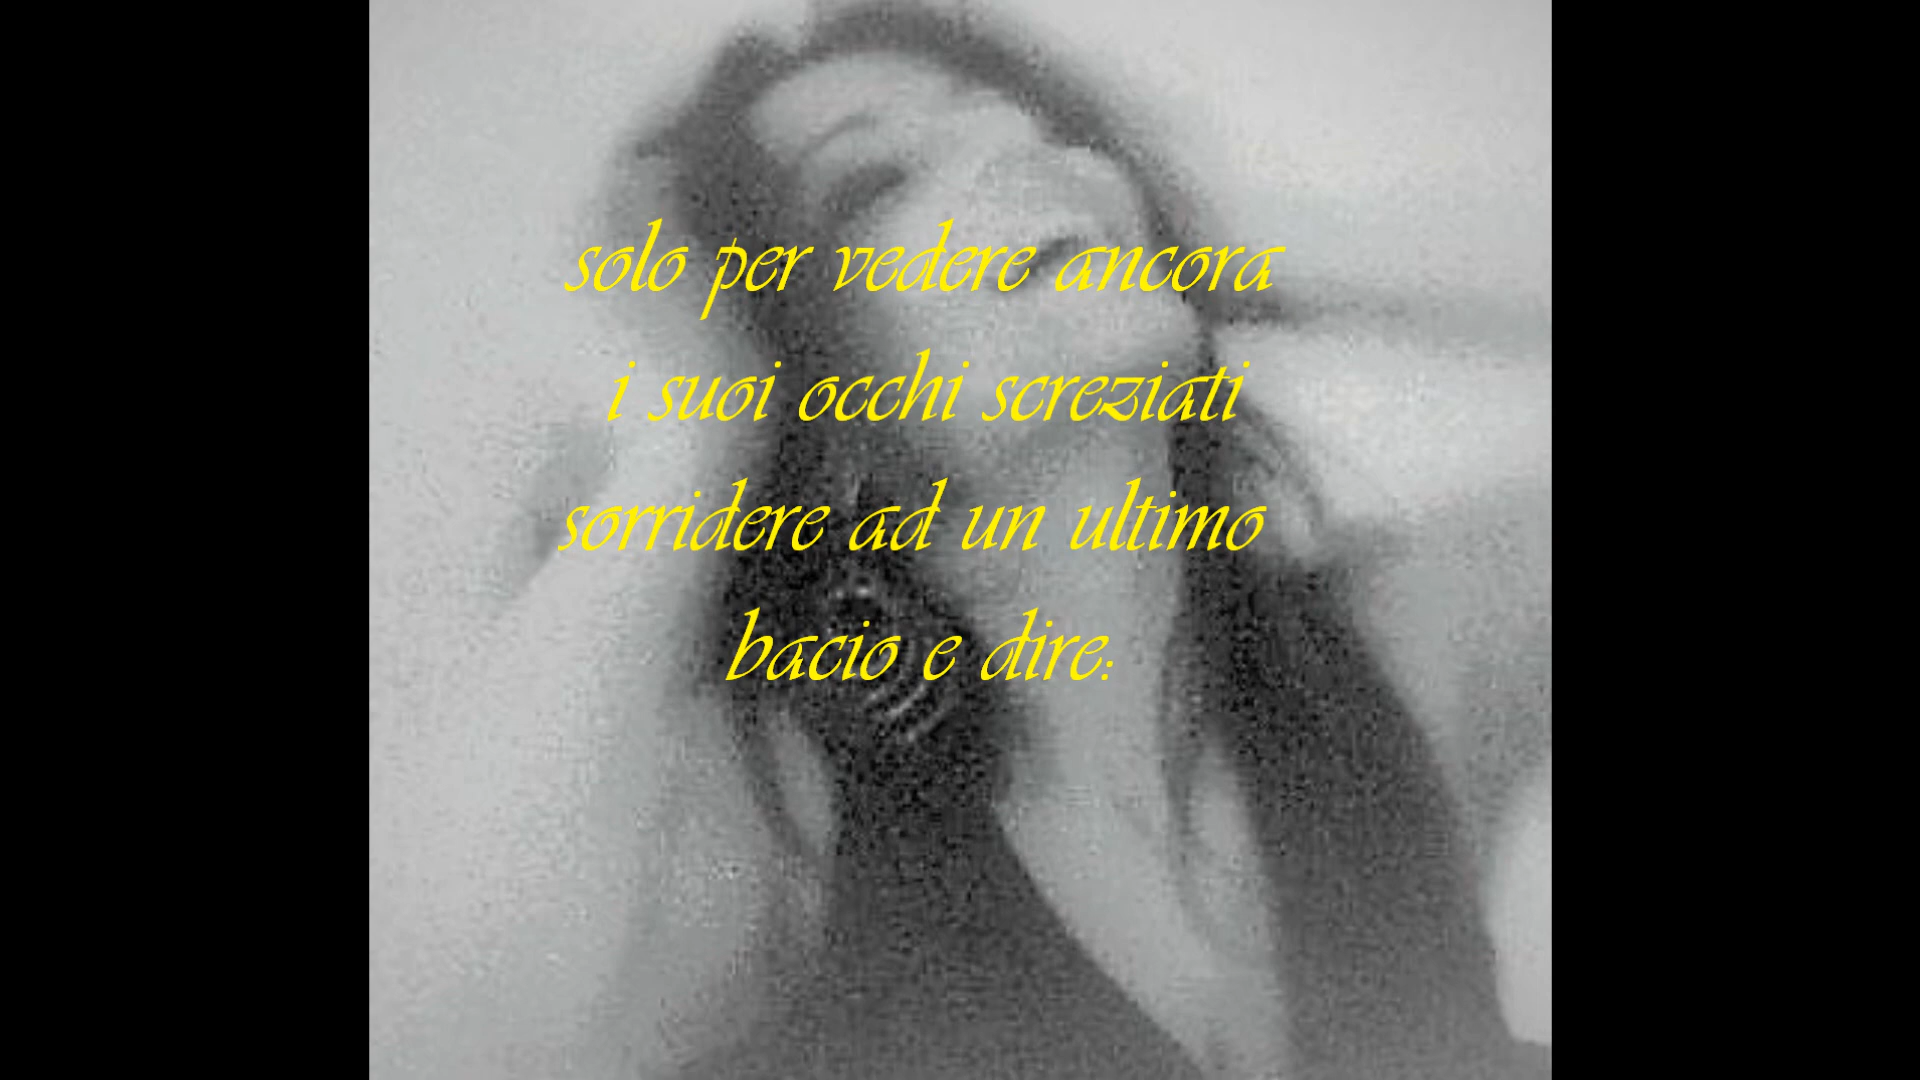 solo per vedere ancora
i suoi occhi screziati
sorridere ad un ultimo
bacio e dire: